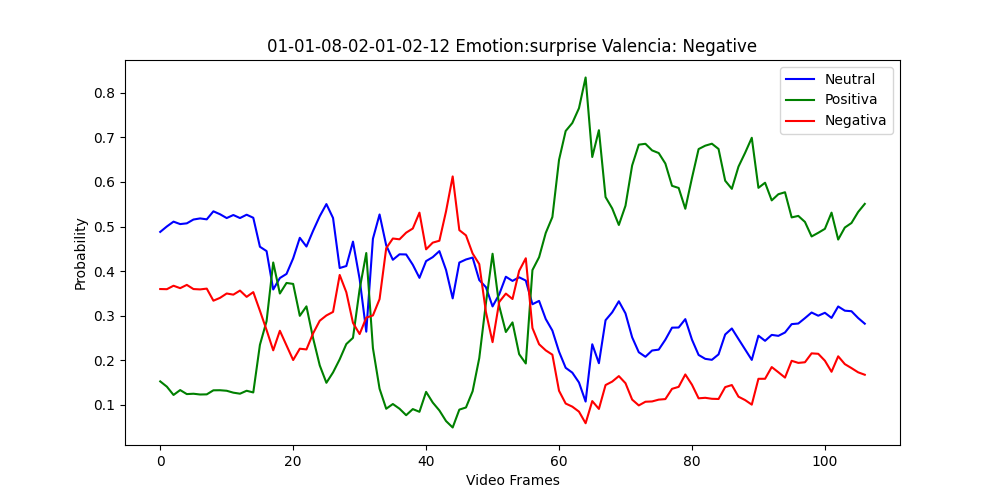 01-01-08-02-01-02-12 Emotion:surprise Valencia: Negative
Neutral
Positiva
Negativa
Probability
0.8
0.7
0.6
0.5
0.4
0.3
0.2
0.1
0 20 40 60 80 100
Video Frames